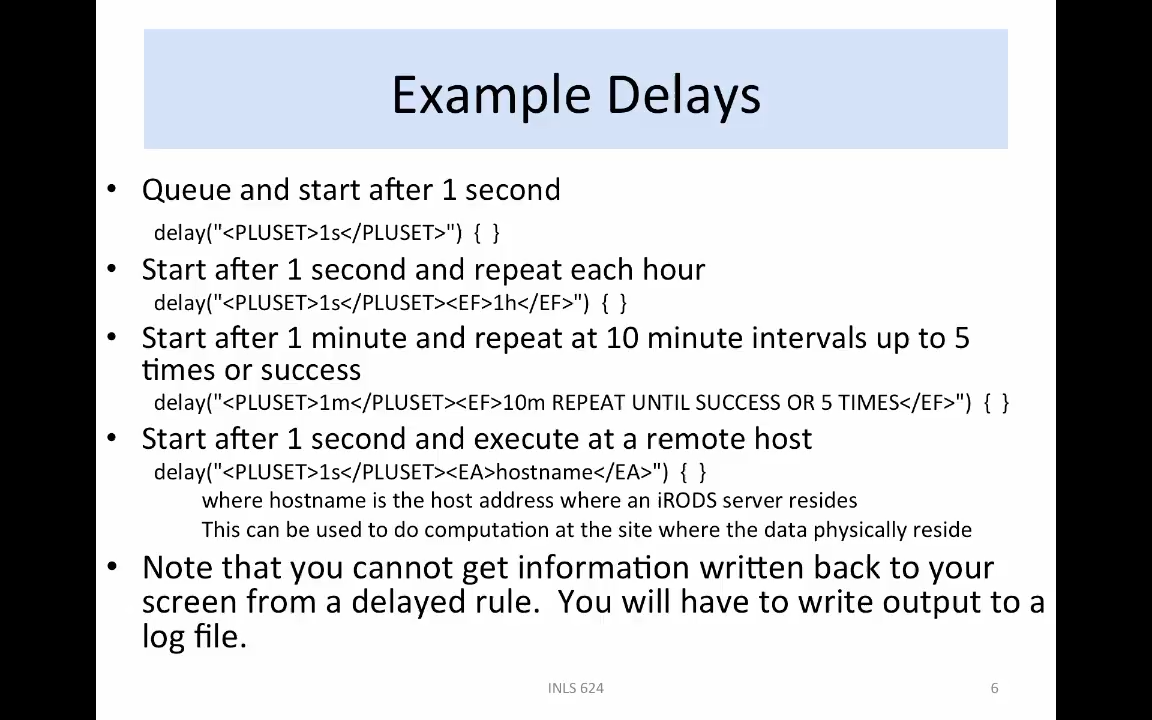 Example Delays
• Queue and start after 1 second
delay("<PLUSET>1s</PLUSET>") { }
• Start after 1 second and repeat each hour
delay("<PLUSET>1s</PLUSET><EF>1h</EF>") { }
• Start after 1 minute and repeat at 10 minute intervals up to 5
times or success
delay("<PLUSET>1m</PLUSET><EF>10m REPEAT UNTIL SUCCESS OR 5 TIMES</EF>") { }
• Start after 1 second and execute at a remote host
delay("<PLUSET>1s</PLUSET><EA>hostname</EA>") { }
where hostname is the host address where an iRODS server resides
This can be used to do computation at the site where the data physically reside
• Note that you cannot get information written back to your
screen from a delayed rule.  You will have to write output to a
log file.
INLS 624
6